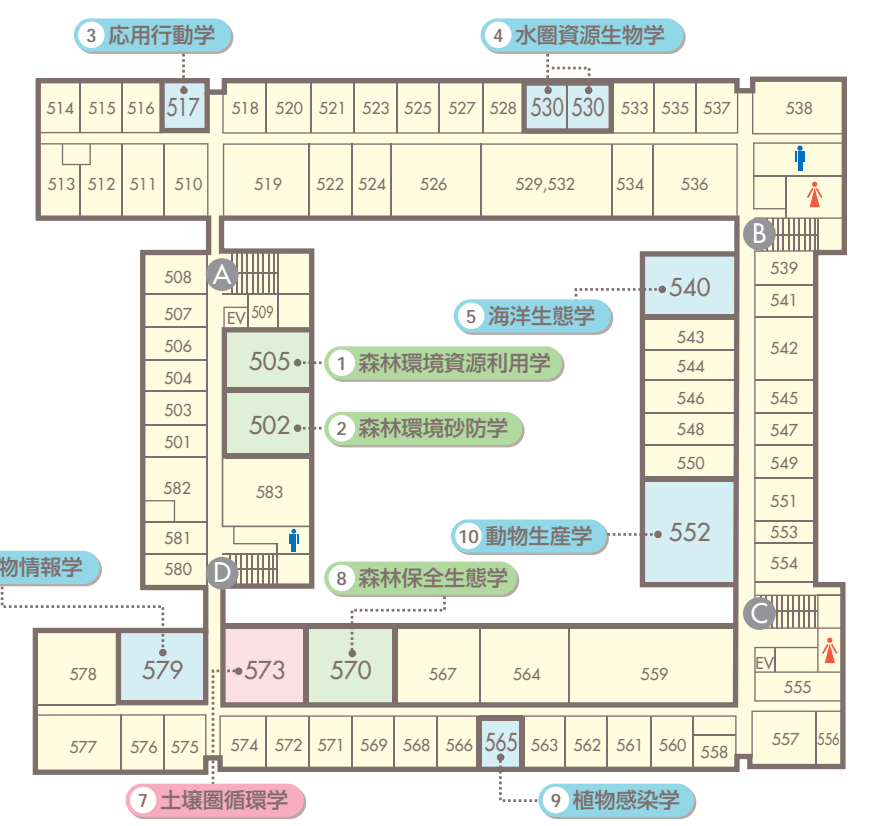 3 応用行動学
4 水圏資源生物学
514 515 516 517 518 520 521 523 525 527 528 530 530 533 535 537 538
513 512 511 510 519 522 524 526 529,532 534 536
B
508 A 539
540
507 EV 509 541
5 海洋生態学
506 543 542
505 1 森林環境資源利用学
504 544
503 546 545
502 2 森林環境砂防学
501 548 547
550 549
582 583 551
10 動物生産学 552
581 553
580 D 554
物情報学
8 森林保全生態学
C
578 579 573 570 567 564 559 EV 555
577 576 575 574 572 571 569 568 566 565 563 562 561 560 558 557 556
7 土壌圏循環学
9 植物感染学